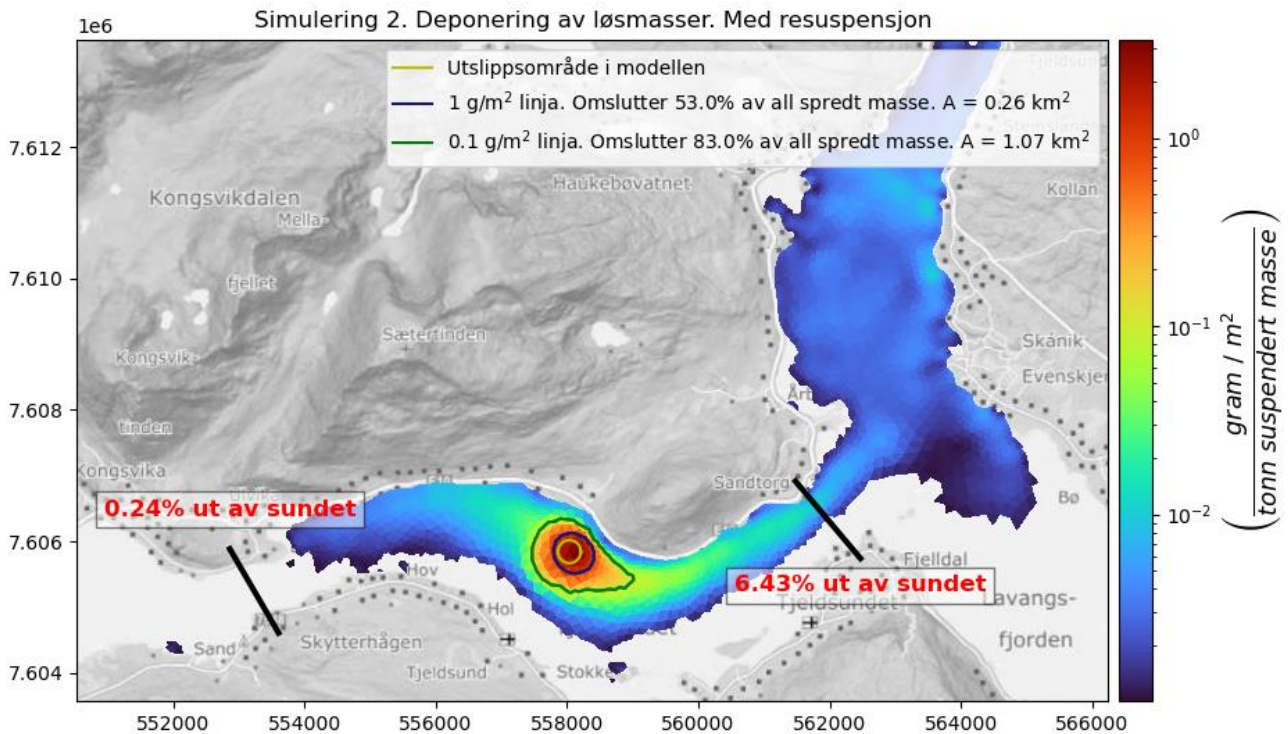 Simulering 2. Deponering av løsmasser. Med resuspensjon
1e6
Utslippsområde i modellen
1 g/m² linja. Omslutter 53.0% av all spredt masse. A = 0.26 km²
0.1 g/m² linja. Omslutter 83.0% av all spredt masse. A = 1.07 km²
7.612
7.610
7.608
7.606
7.604
Kongsvikdalen
Mella-
fjellet
Haukebøvatnet
Kollan
Sætertinden
Kongsvik-
tinden
Skånik
Evenskjer
Kongsvika
Ulvika
Sandtorg
Bø
0.24% ut av sundet
6.43% ut av sundet
Fjelldal
Tjeldsundet
Lavangs-
fjorden
Hov
Hol
Sand
Skytterhågen
Tjeldsund
Stokke
552000 554000 556000 558000 560000 562000 564000 566000
10⁰
10⁻¹
10⁻²
gram / m²
(tonn suspendert masse)